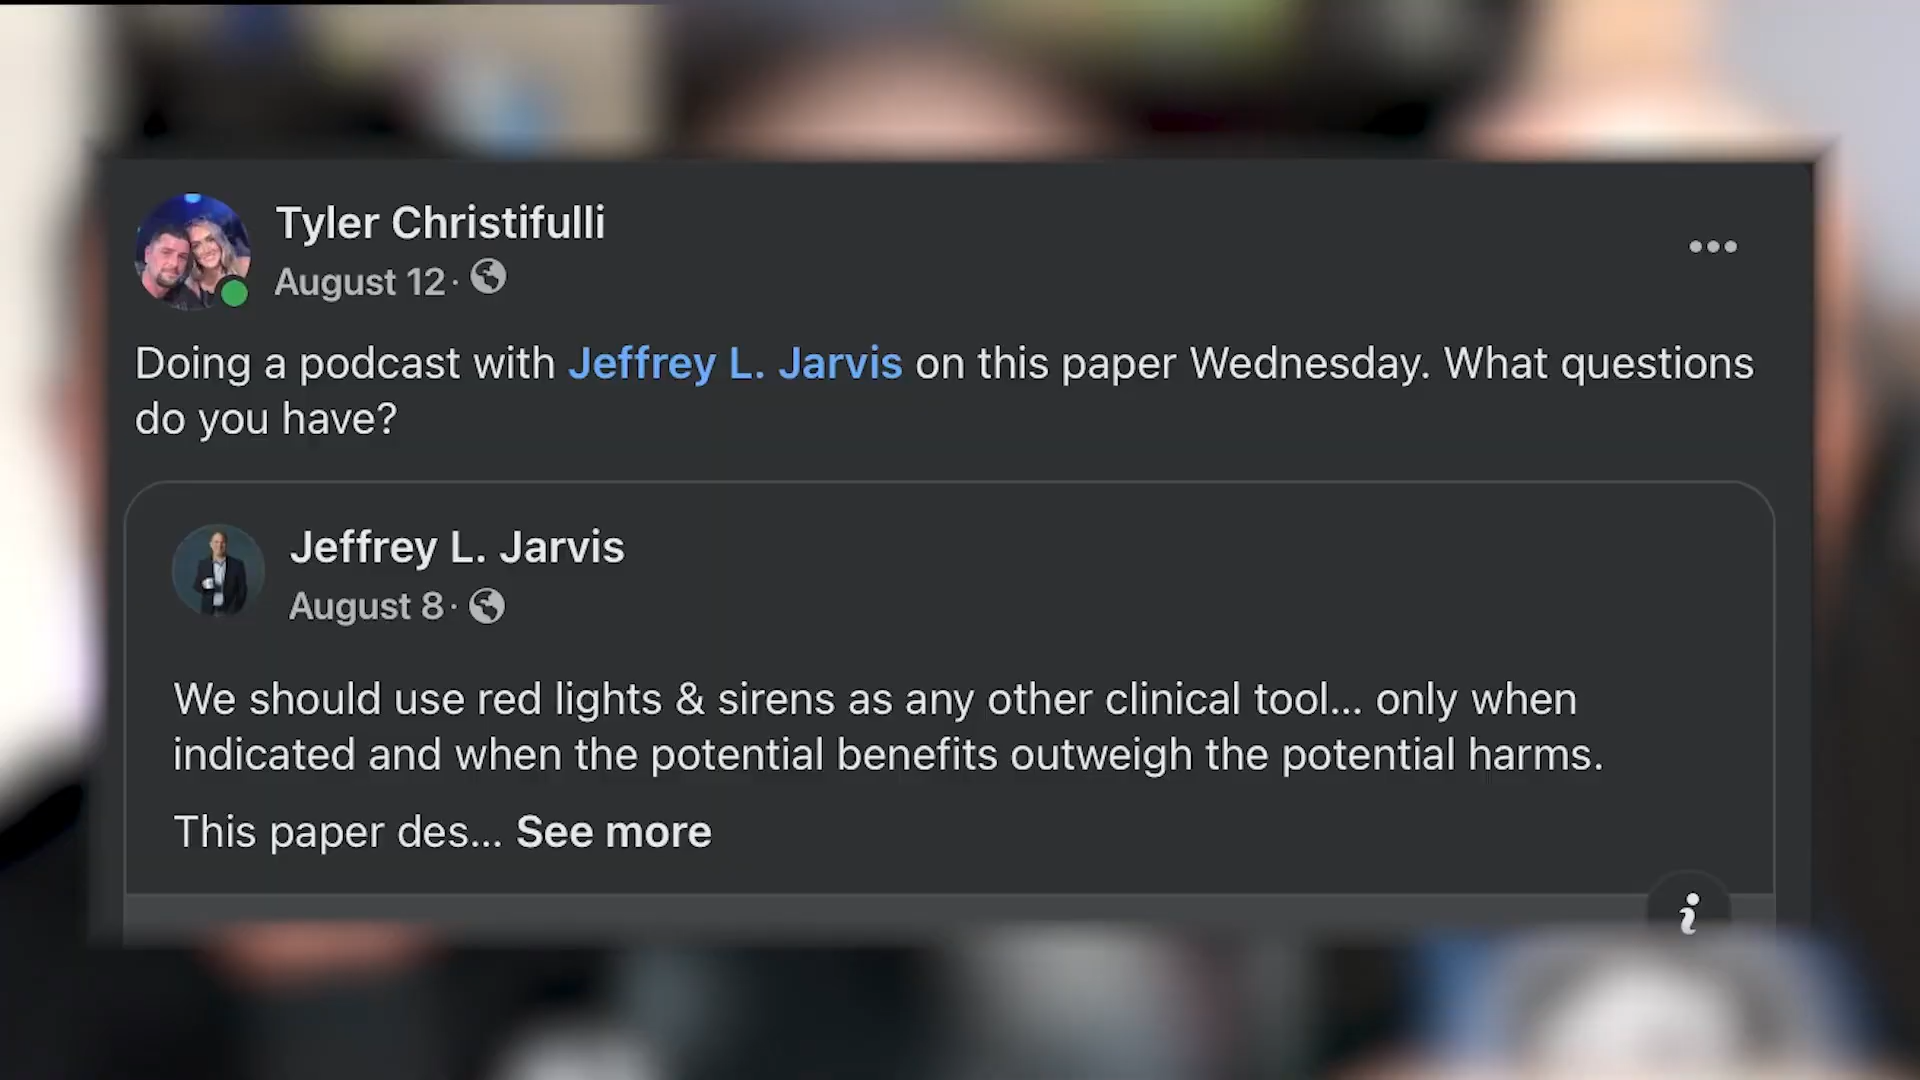 Tyler Christifulli
August 12 ·
Doing a podcast with Jeffrey L. Jarvis on this paper Wednesday. What questions
do you have?
Jeffrey L. Jarvis
August 8 ·
We should use red lights & sirens as any other clinical tool... only when
indicated and when the potential benefits outweigh the potential harms.
This paper des... See more